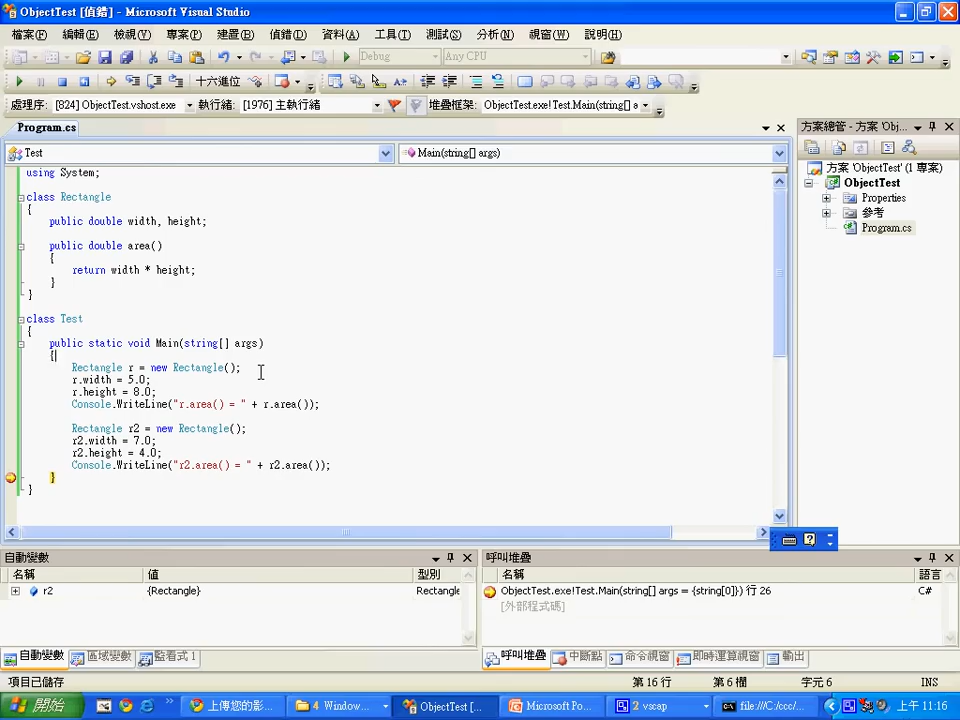 ObjectTest [偵錯] - Microsoft Visual Studio
檔案(F) 編輯(E) 檢視(V) 專案(P) 建置(B) 偵錯(D) 資料(A) 工具(T) 測試(S) 分析(N) 視窗(W) 說明(H)
Debug Any CPU
十六進位
處理序: [824] ObjectTest.vshost.exe 執行緒: [1976] 主執行緒 堆疊框架: ObjectTest.exe!Test.Main(string[] a
Program.cs
Test Main(string[] args)
using System;
class Rectangle
{
public double width, height;
public double area()
{
return width * height;
}
}
class Test
{
public static void Main(string[] args)
{
Rectangle r = new Rectangle();
r.width = 5.0;
r.height = 8.0;
Console.WriteLine("r.area() = " + r.area());
Rectangle r2 = new Rectangle();
r2.width = 7.0;
r2.height = 4.0;
Console.WriteLine("r2.area() = " + r2.area());
}
}
方案總管 - 方案 'Obj...
方案 'ObjectTest' (1 專案)
ObjectTest
Properties
參考
Program.cs
自動變數
名稱 值 型別
r2 {Rectangle} Rectangle
自動變數 區域變數 監看式 1
呼叫堆疊
名稱 語言
ObjectTest.exe!Test.Main(string[] args = {string[0]}) 行 26 C#
[外部程式碼]
呼叫堆疊 中斷點 命令視窗 即時運算視窗 輸出
項目已儲存 第 16 行 第 6 欄 字元 6 INS
開始 上傳您的影... 4 Window... ObjectTest [... Microsoft Po... 2 vscap file:///C:/ccc/... 上午 11:16